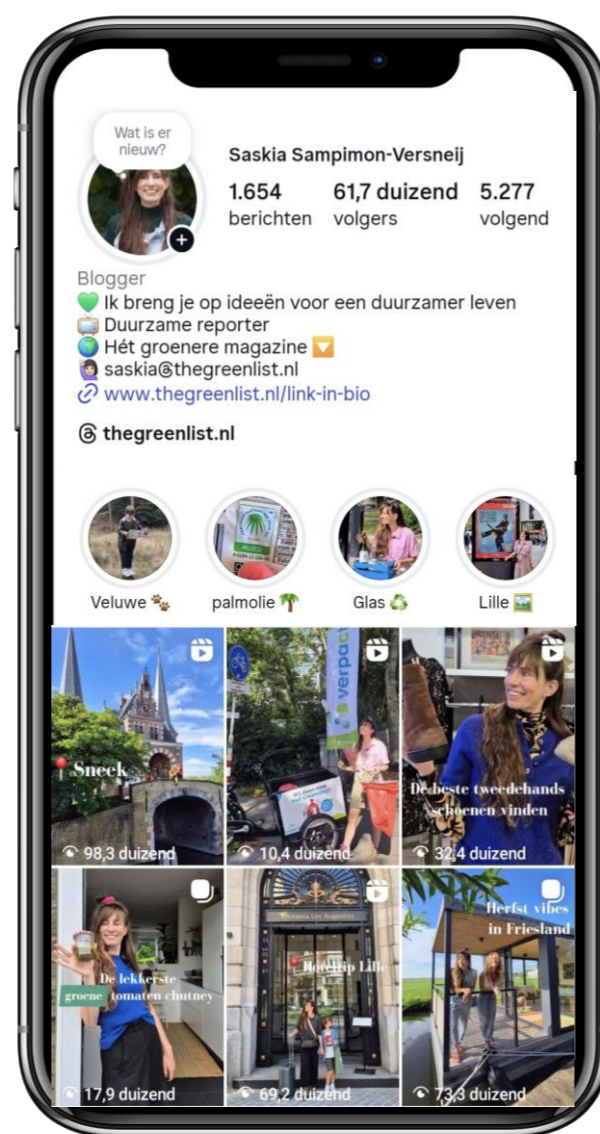 Wat is er
nieuw?
Saskia Sampimon-Versneij
1.654 61,7 duizend 5.277
berichten volgers volgend
Blogger
💚 Ik breng je op ideeën voor een duurzamer leven
📺 Duurzame reporter
🌍 Hét groenere magazine 🔽
🙋🏻‍♀️ saskia@thegreenlist.nl
www.thegreenlist.nl/link-in-bio
thegreenlist.nl
Veluwe 🐾 palmolie 🌴 Glas ♻️ Lille 🖼️
verpact
📍 Sneek
98,3 duizend
10,4 duizend
De beste tweedehands
schoenen vinden
32,4 duizend
De lekkerste
groene tomaten chutney
17,9 duizend
📍 Hoteltip Lille
69,2 duizend
Herfst vibes
in Friesland
73,3 duizend